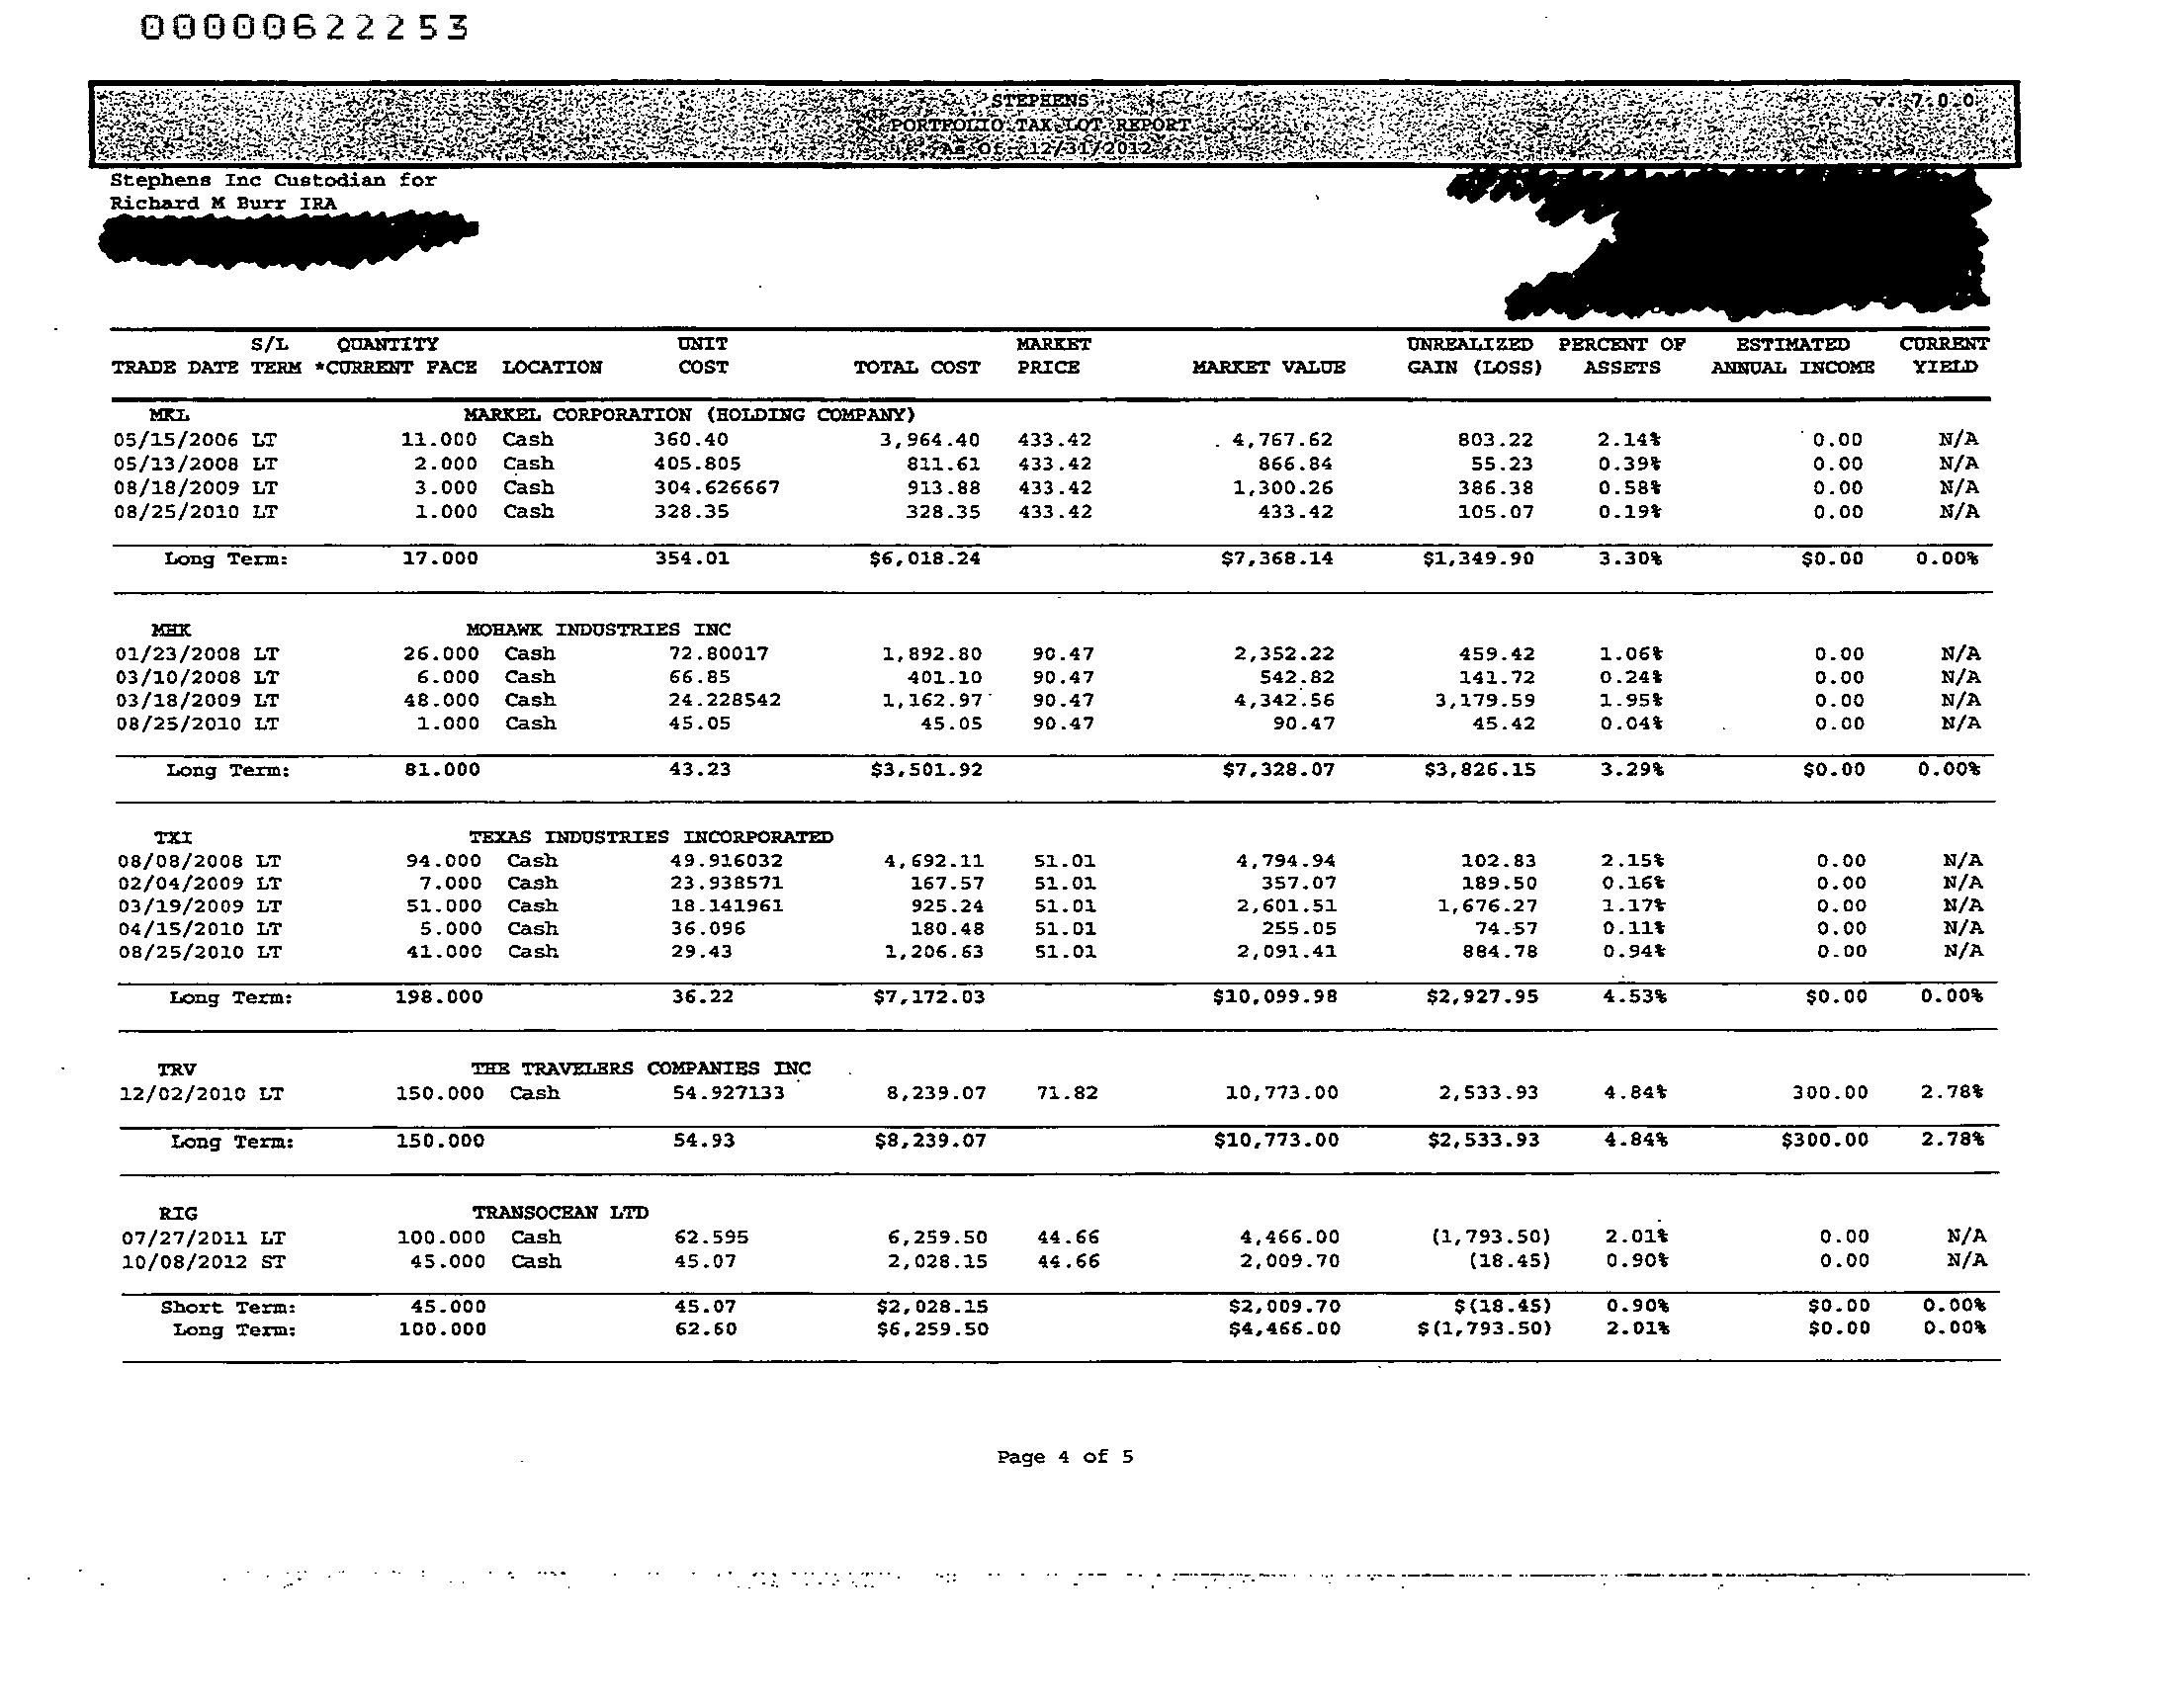 00000622253
STEPHENS v. 7.0.0
PORTFOLIO TAX LOT REPORT
As Of 12/31/2012
Stephens Inc Custodian for
Richard M Burr IRA
S/L QUANTITY UNIT MARKET UNREALIZED PERCENT OF ESTIMATED CURRENT
TRADE DATE TERM *CURRENT FACE LOCATION COST TOTAL COST PRICE MARKET VALUE GAIN (LOSS) ASSETS ANNUAL INCOME YIELD
MKL MARKEL CORPORATION (HOLDING COMPANY)
05/15/2006 LT 11.000 Cash 360.40 3,964.40 433.42 4,767.62 803.22 2.14% 0.00 N/A
05/13/2008 LT 2.000 Cash 405.805 811.61 433.42 866.84 55.23 0.39% 0.00 N/A
08/18/2009 LT 3.000 Cash 304.626667 913.88 433.42 1,300.26 386.38 0.58% 0.00 N/A
08/25/2010 LT 1.000 Cash 328.35 328.35 433.42 433.42 105.07 0.19% 0.00 N/A
Long Term: 17.000 354.01 $6,018.24 $7,368.14 $1,349.90 3.30% $0.00 0.00%
MHK MOHAWK INDUSTRIES INC
01/23/2008 LT 26.000 Cash 72.80017 1,892.80 90.47 2,352.22 459.42 1.06% 0.00 N/A
03/10/2008 LT 6.000 Cash 66.85 401.10 90.47 542.82 141.72 0.24% 0.00 N/A
03/18/2009 LT 48.000 Cash 24.228542 1,162.97 90.47 4,342.56 3,179.59 1.95% 0.00 N/A
08/25/2010 LT 1.000 Cash 45.05 45.05 90.47 90.47 45.42 0.04% 0.00 N/A
Long Term: 81.000 43.23 $3,501.92 $7,328.07 $3,826.15 3.29% $0.00 0.00%
TXI TEXAS INDUSTRIES INCORPORATED
08/08/2008 LT 94.000 Cash 49.916032 4,692.11 51.01 4,794.94 102.83 2.15% 0.00 N/A
02/04/2009 LT 7.000 Cash 23.938571 167.57 51.01 357.07 189.50 0.16% 0.00 N/A
03/19/2009 LT 51.000 Cash 18.141961 925.24 51.01 2,601.51 1,676.27 1.17% 0.00 N/A
04/15/2010 LT 5.000 Cash 36.096 180.48 51.01 255.05 74.57 0.11% 0.00 N/A
08/25/2010 LT 41.000 Cash 29.43 1,206.63 51.01 2,091.41 884.78 0.94% 0.00 N/A
Long Term: 198.000 36.22 $7,172.03 $10,099.98 $2,927.95 4.53% $0.00 0.00%
TRV THE TRAVELERS COMPANIES INC
12/02/2010 LT 150.000 Cash 54.927133 8,239.07 71.82 10,773.00 2,533.93 4.84% 300.00 2.78%
Long Term: 150.000 54.93 $8,239.07 $10,773.00 $2,533.93 4.84% $300.00 2.78%
RIG TRANSOCEAN LTD
07/27/2011 LT 100.000 Cash 62.595 6,259.50 44.66 4,466.00 (1,793.50) 2.01% 0.00 N/A
10/08/2012 ST 45.000 Cash 45.07 2,028.15 44.66 2,009.70 (18.45) 0.90% 0.00 N/A
Short Term: 45.000 45.07 $2,028.15 $2,009.70 $(18.45) 0.90% $0.00 0.00%
Long Term: 100.000 62.60 $6,259.50 $4,466.00 $(1,793.50) 2.01% $0.00 0.00%
Page 4 of 5